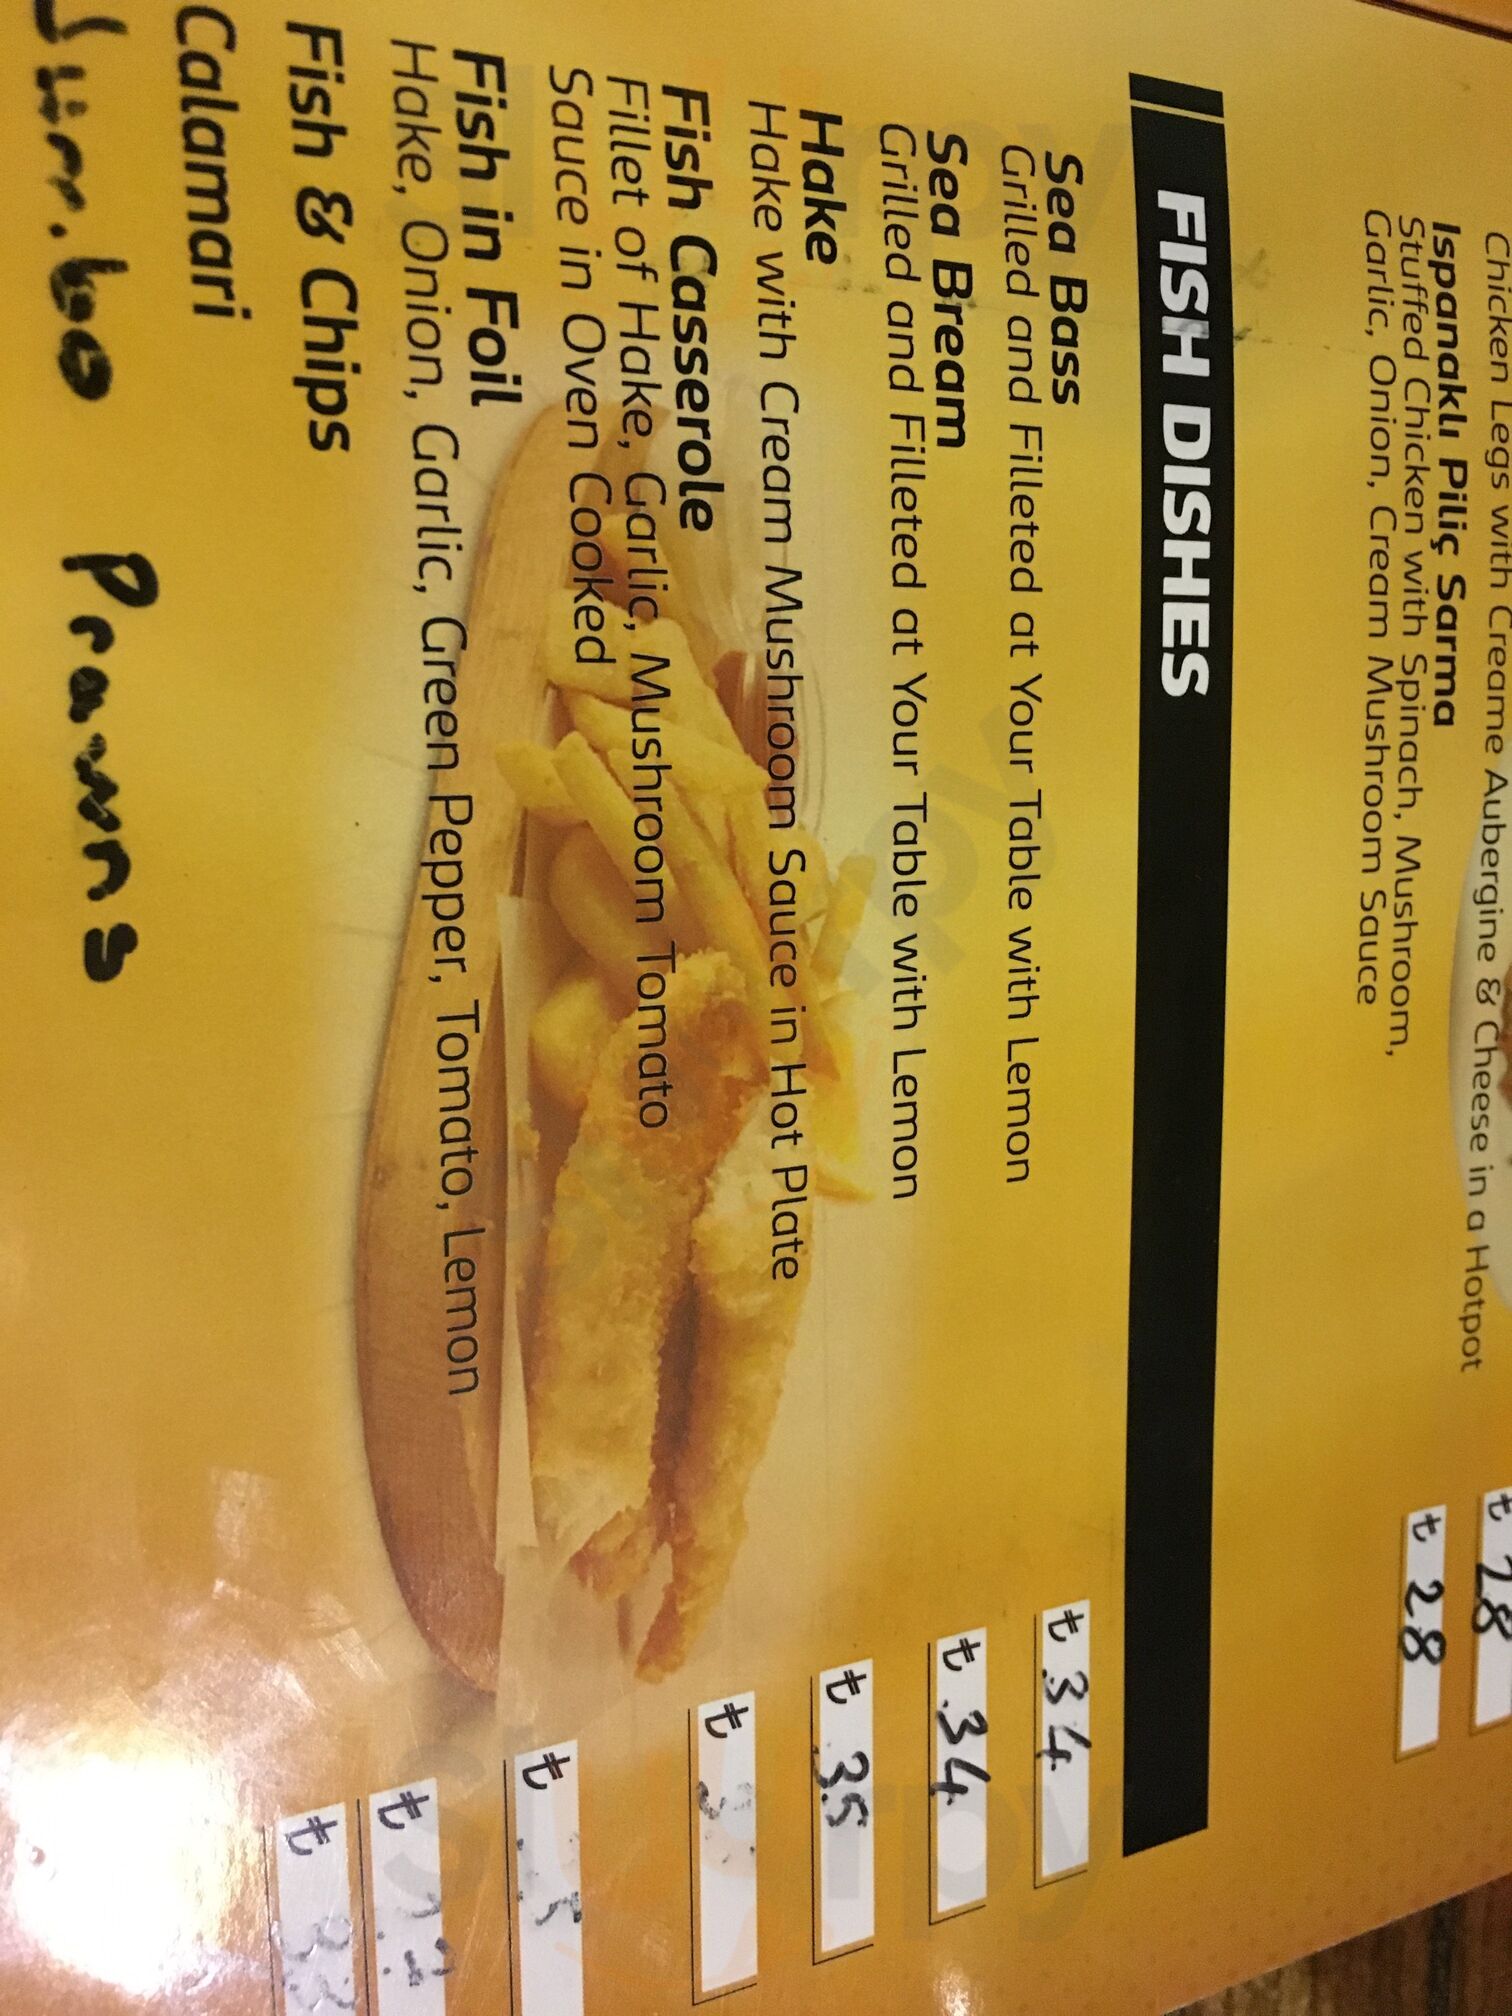 Chicken Legs with Creame Aubergine & Cheese in a Hotpot ₺ 28
Ispanaklı Piliç Sarma ₺ 28
Stuffed Chicken with Spinach, Mushroom,
Garlic, Onion, Cream Mushroom Sauce
FISH DISHES
Sea Bass ₺ 34
Grilled and Filleted at Your Table with Lemon
Sea Bream ₺ 34
Grilled and Filleted at Your Table with Lemon
Hake ₺ 35
Hake with Cream Mushroom Sauce in Hot Plate
Fish Casserole ₺
Fillet of Hake, Garlic, Mushroom Tomato
Sauce in Oven Cooked
Fish in Foil ₺
Hake, Onion, Garlic, Green Pepper, Tomato, Lemon
Fish & Chips ₺
Calamari ₺ 33
Prawns